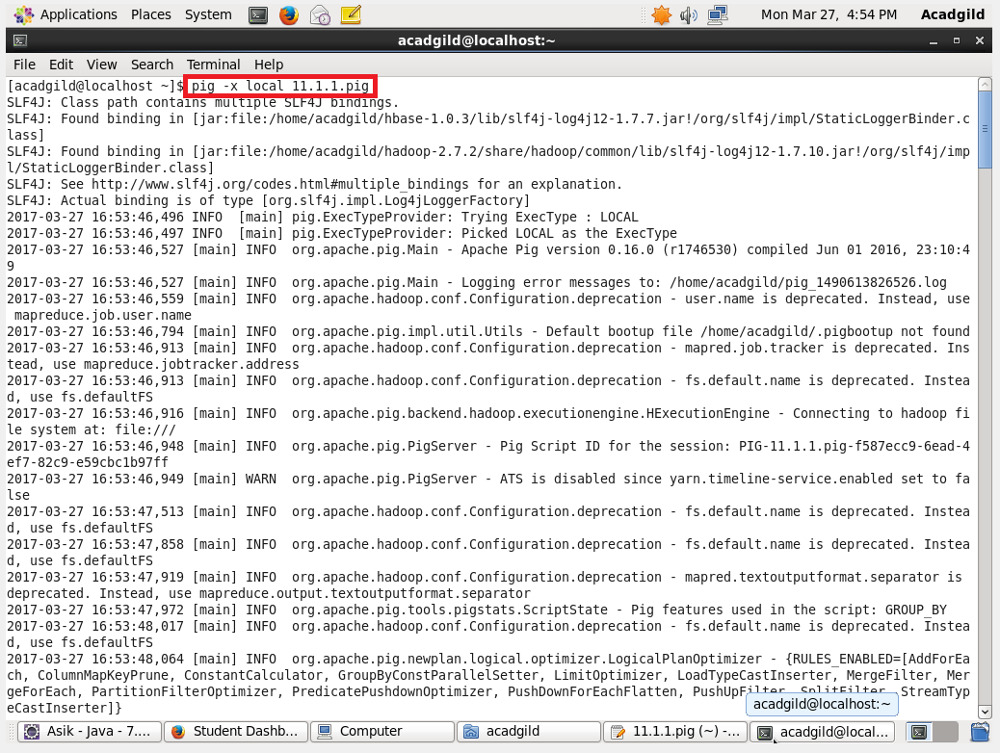 Applications Places System Mon Mar 27, 4:54 PM Acadgild
acadgild@localhost:~
File Edit View Search Terminal Help
[acadgild@localhost ~]$ pig -x local 11.1.1.pig
SLF4J: Class path contains multiple SLF4J bindings.
SLF4J: Found binding in [jar:file:/home/acadgild/hbase-1.0.3/lib/slf4j-log4j12-1.7.7.jar!/org/slf4j/impl/StaticLoggerBinder.c
lass]
SLF4J: Found binding in [jar:file:/home/acadgild/hadoop-2.7.2/share/hadoop/common/lib/slf4j-log4j12-1.7.10.jar!/org/slf4j/imp
l/StaticLoggerBinder.class]
SLF4J: See http://www.slf4j.org/codes.html#multiple_bindings for an explanation.
SLF4J: Actual binding is of type [org.slf4j.impl.Log4jLoggerFactory]
2017-03-27 16:53:46,496 INFO  [main] pig.ExecTypeProvider: Trying ExecType : LOCAL
2017-03-27 16:53:46,497 INFO  [main] pig.ExecTypeProvider: Picked LOCAL as the ExecType
2017-03-27 16:53:46,527 [main] INFO  org.apache.pig.Main - Apache Pig version 0.16.0 (r1746530) compiled Jun 01 2016, 23:10:4
9
2017-03-27 16:53:46,527 [main] INFO  org.apache.pig.Main - Logging error messages to: /home/acadgild/pig_1490613826526.log
2017-03-27 16:53:46,559 [main] INFO  org.apache.hadoop.conf.Configuration.deprecation - user.name is deprecated. Instead, use
 mapreduce.job.user.name
2017-03-27 16:53:46,794 [main] INFO  org.apache.pig.impl.util.Utils - Default bootup file /home/acadgild/.pigbootup not found
2017-03-27 16:53:46,913 [main] INFO  org.apache.hadoop.conf.Configuration.deprecation - mapred.job.tracker is deprecated. Ins
tead, use mapreduce.jobtracker.address
2017-03-27 16:53:46,913 [main] INFO  org.apache.hadoop.conf.Configuration.deprecation - fs.default.name is deprecated. Instea
d, use fs.defaultFS
2017-03-27 16:53:46,916 [main] INFO  org.apache.pig.backend.hadoop.executionengine.HExecutionEngine - Connecting to hadoop fi
le system at: file:///
2017-03-27 16:53:46,948 [main] INFO  org.apache.pig.PigServer - Pig Script ID for the session: PIG-11.1.1.pig-f587ecc9-6ead-4
ef7-82c9-e59cbc1b97ff
2017-03-27 16:53:46,949 [main] WARN  org.apache.pig.PigServer - ATS is disabled since yarn.timeline-service.enabled set to fa
lse
2017-03-27 16:53:47,513 [main] INFO  org.apache.hadoop.conf.Configuration.deprecation - fs.default.name is deprecated. Instea
d, use fs.defaultFS
2017-03-27 16:53:47,858 [main] INFO  org.apache.hadoop.conf.Configuration.deprecation - fs.default.name is deprecated. Instea
d, use fs.defaultFS
2017-03-27 16:53:47,919 [main] INFO  org.apache.hadoop.conf.Configuration.deprecation - mapred.textoutputformat.separator is
deprecated. Instead, use mapreduce.output.textoutputformat.separator
2017-03-27 16:53:47,972 [main] INFO  org.apache.pig.tools.pigstats.ScriptState - Pig features used in the script: GROUP_BY
2017-03-27 16:53:48,017 [main] INFO  org.apache.hadoop.conf.Configuration.deprecation - fs.default.name is deprecated. Instea
d, use fs.defaultFS
2017-03-27 16:53:48,064 [main] INFO  org.apache.pig.newplan.logical.optimizer.LogicalPlanOptimizer - {RULES_ENABLED=[AddForEa
ch, ColumnMapKeyPrune, ConstantCalculator, GroupByConstParallelSetter, LimitOptimizer, LoadTypeCastInserter, MergeFilter, Mer
geForEach, PartitionFilterOptimizer, PredicatePushdownOptimizer, PushDownForEachFlatten, PushUpFilter, SplitFilter, StreamTyp
eCastInserter]}
acadgild@localhost:~
Asik - Java - 7.... Student Dashb... Computer acadgild 11.1.1.pig (~) -... acadgild@local...